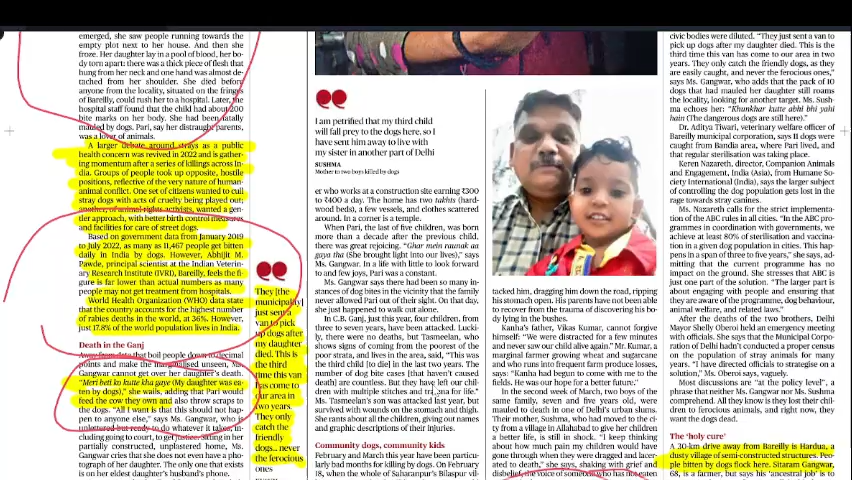 emerged, she saw people running towards the
empty plot next to her house. And then she
froze. Her daughter lay in a pool of blood, her bo-
dy torn apart: there was a thick piece of flesh that
hung from her neck and one hand was almost de-
tached from her shoulder. She died before
anyone from the locality, situated on the fringes
of Bareilly, could rush her to a hospital. Later, the
hospital staff found that the child had about 200
bite marks on her body. She had been fatally
mauled by dogs. Pari, say her distraught parents,
was a lover of animals.
A larger debate around strays as a public
health concern was revived in 2022 and is gather-
ing momentum after a series of killings across In-
dia. Groups of people took up opposite, hostile
positions, reflective of the very nature of human-
animal conflict. One set of citizens wanted to cull
stray dogs with acts of cruelty being played out;
another, of animal rights activists, wanted a gen-
tler approach, with better birth control measures
and facilities for care of street dogs.
Based on government data from January 2019
to July 2022, as many as 11,467 people get bitten
daily in India by dogs. However, Abhijit M.
Pawde, principal scientist at the Indian Veterin-
ary Research Institute (IVRI), Bareilly, feels the fi-
gure is far below actual numbers as many
people may not get treatment from hospitals.
World Health Organization (WHO) data state
that the country accounts for the highest number
of rabies deaths in the world, at 36%. However,
just 17.8% of the world population lives in India.
Death in the Ganj
Away from data that boil people down to decimal
points and make the marginalised unseen, Ms.
Gangwar cannot get over her daughter's death.
"Meri beti ko kutte kha gaye (My daughter was ea-
ten by dogs)," she wails, adding that Pari would
feed the cow they own and also throw scraps to
the dogs. "All I want is that this should not hap-
pen to anyone else," says Ms. Gangwar, who is
unlettered but ready to do whatever it takes, in-
cluding going to court, to get justice. Sitting in her
partially constructed, unplastered home, Ms.
Gangwar cries that she does not even have a pho-
tograph of her daughter. The only one that exists
is on her eldest daughter's husband's phone.
They [the
municipality]
just sent a
van to pick
up dogs after
my daughter
died. This is
the third
time this van
has come to
our area in
two years.
They only
catch the
friendly
dogs... never
the ferocious
ones
I am petrified that my third child
will fall prey to the dogs here, so I
have sent him away to live with
my sister in another part of Delhi
SUSHMA
Mother to two boys killed by dogs
er who works at a construction site earning ₹300
to ₹400 a day. The home has two takhts (hard-
wood beds), a few vessels, and clothes scattered
around. In a corner is a temple.
When Pari, the last of five children, was born
more than a decade after the previous child,
there was great rejoicing. "Ghar mein raunak aa
gaya tha (She brought light into our lives)," says
Ms. Gangwar. In a life with little to look forward
to and few joys, Pari was a constant.
Ms. Gangwar says there had been so many in-
stances of dog bites in the vicinity that the family
never allowed Pari out of their sight. On that day,
she just happened to walk out alone.
In C.B. Ganj, just this year, four children, from
three to seven years, have been attacked. Lucki-
ly, there were no deaths, but Tasmeelan, who
shows signs of coming from the poorest of the
poor strata, and lives in the area, said, "This was
the third child [to die] in the last two years. The
number of dog bite cases [that haven't caused
death] are countless. But they have left our chil-
dren with multiple stitches and trauma for life."
Ms. Tasmeelan's son was attacked last year, but
survived with wounds on the stomach and thigh.
She rants about all the children, giving out names
and graphic descriptions of their injuries.
Community dogs, community kids
February and March this year have been particu-
larly bad months for killing by dogs. On February
18, when the whole of Saharanpur's Bilaspur vil-
tacked him, dragging him down the road, ripping
his stomach open. His parents have not been able
to recover from the trauma of discovering his bo-
dy lying in the bushes.
Kanha's father, Vikas Kumar, cannot forgive
himself: "We were distracted for a few minutes
and never saw our child alive again." Mr. Kumar, a
marginal farmer growing wheat and sugarcane
and who runs into frequent farm produce losses,
says: "Kanha had begun to come with me to the
fields. He was our hope for a better future."
In the second week of March, two boys of the
same family, seven and five years old, were
mauled to death in one of Delhi's urban slums.
Their mother, Sushma, who had moved to the ci-
ty from a village in Allahabad to give her children
a better life, is still in shock. "I keep thinking
about how much pain my children would have
gone through when they were dragged and lacer-
ated to death," she says, shaking with grief and
disbelief, the voice of someone who has not eaten
civic bodies were diluted. "They just sent a van to
pick up dogs after my daughter died. This is the
third time this van has come to our area in two
years. They only catch the friendly dogs, as
they are easily caught, and never the ferocious ones,"
says Ms. Gangwar, who adds that the pack of 10
dogs that had mauled her daughter still roams
the locality, looking for another target. Ms. Sush-
ma echoes her: "Khunkhar kutte abhi bhi yahi
hain (The dangerous dogs are still here)."
Dr. Aditya Tiwari, veterinary welfare officer of
Bareilly municipal corporation, says 11 dogs were
caught from Bandia area, where Pari lived, and
that regular sterilisation was taking place.
Keren Nazareth, director, Companion Animals
and Engagement, India (Asia), from Humane So-
ciety International (India), says the larger subject
of controlling the dog population gets lost in the
rage towards stray canines.
Ms. Nazareth calls for the strict implementa-
tion of the ABC rules in all cities. "In the ABC pro-
grammes in coordination with governments, we
achieve at least 80% of sterilisation and vaccina-
tion in a given dog population in cities. This hap-
pens in a span of three to five years," she says, ad-
mitting that the current programme has no
impact on the ground. She stresses that ABC is
just one part of the solution. "The larger part is
about engaging with people and ensuring that
they are aware of the programme, dog behaviour,
animal welfare, and related laws."
After the deaths of the two brothers, Delhi
Mayor Shelly Oberoi held an emergency meeting
with officials. She says that the Municipal Corpo-
ration of Delhi hadn't conducted a proper census
on the population of stray animals for many
years. "I have directed officials to strategise on a
solution," Ms. Oberoi says, vaguely.
Most discussions are "at the policy level", a
phrase that neither Ms. Gangwar nor Ms. Sushma
comprehend. All they know is they lost their chil-
dren to ferocious animals, and right now, they
want the dogs dead.
The 'holy cure'
A 30-km drive away from Bareilly is Hardua, a
dusty village of semi-constructed structures. Peo-
ple bitten by dogs flock here. Sitaram Gangwar,
68, is a farmer, but says his 'ancestral job' is to